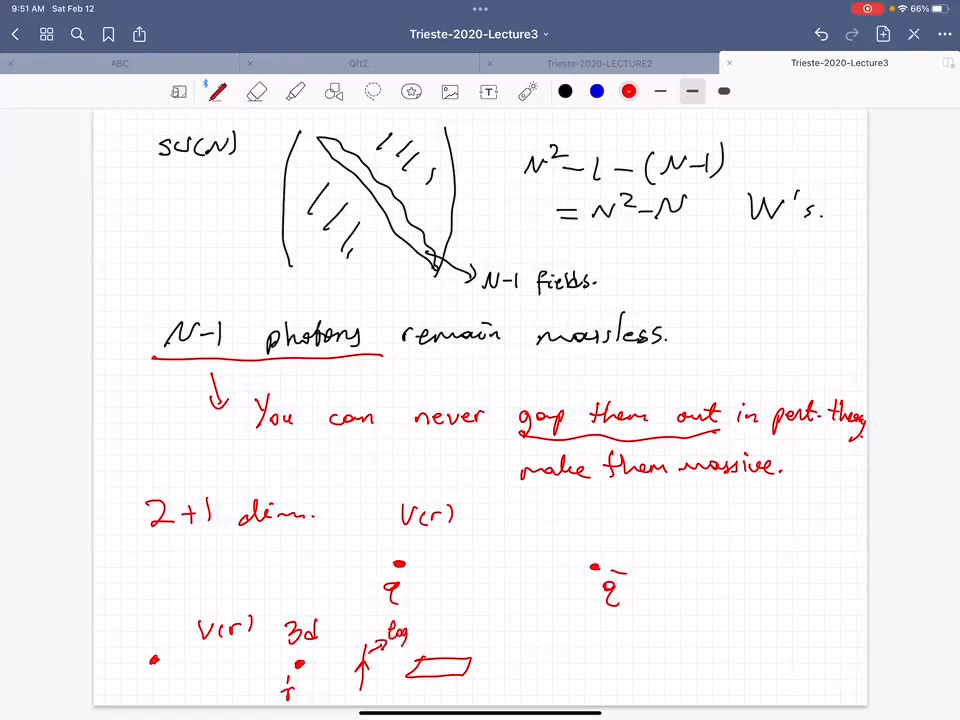 9:51 AM Sat Feb 12
66%
Trieste-2020-Lecture3
ABC
Qft2.
Trieste-2020-LECTURE2
Trieste-2020-Lecture3
SU(N)
N² - 1 - (N-1)
= N² - N W's.
N-1 fields.
N-1 photons remain massless.
You can never gap them out in pert. theory
make them massive.
2+1 dim. V(r)
q q̄
V(r) 3d log
r